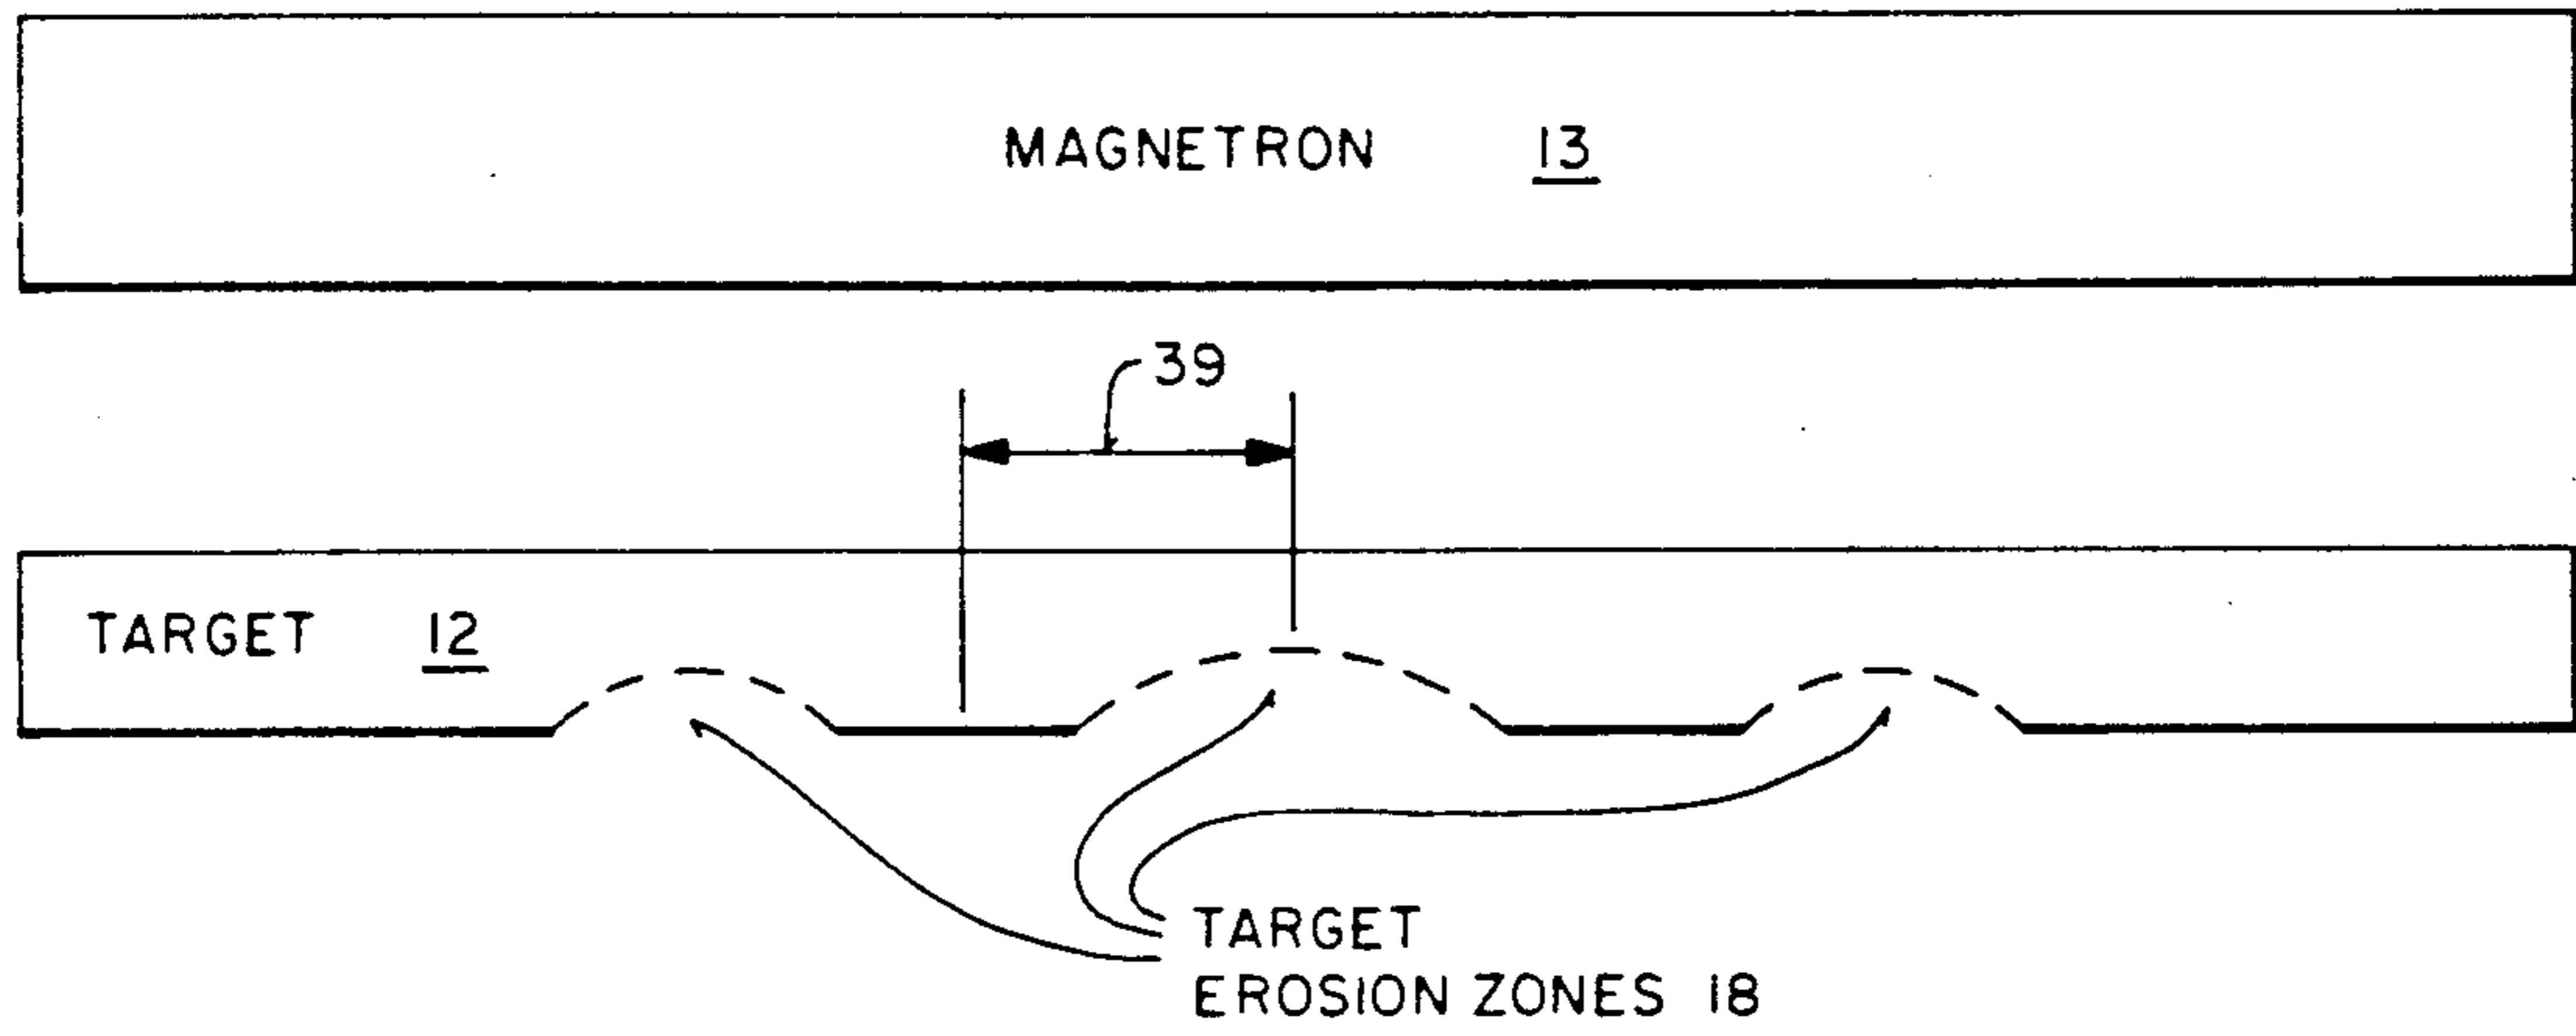 MAGNETRON 13
39
TARGET 12
TARGET
EROSION ZONES 18